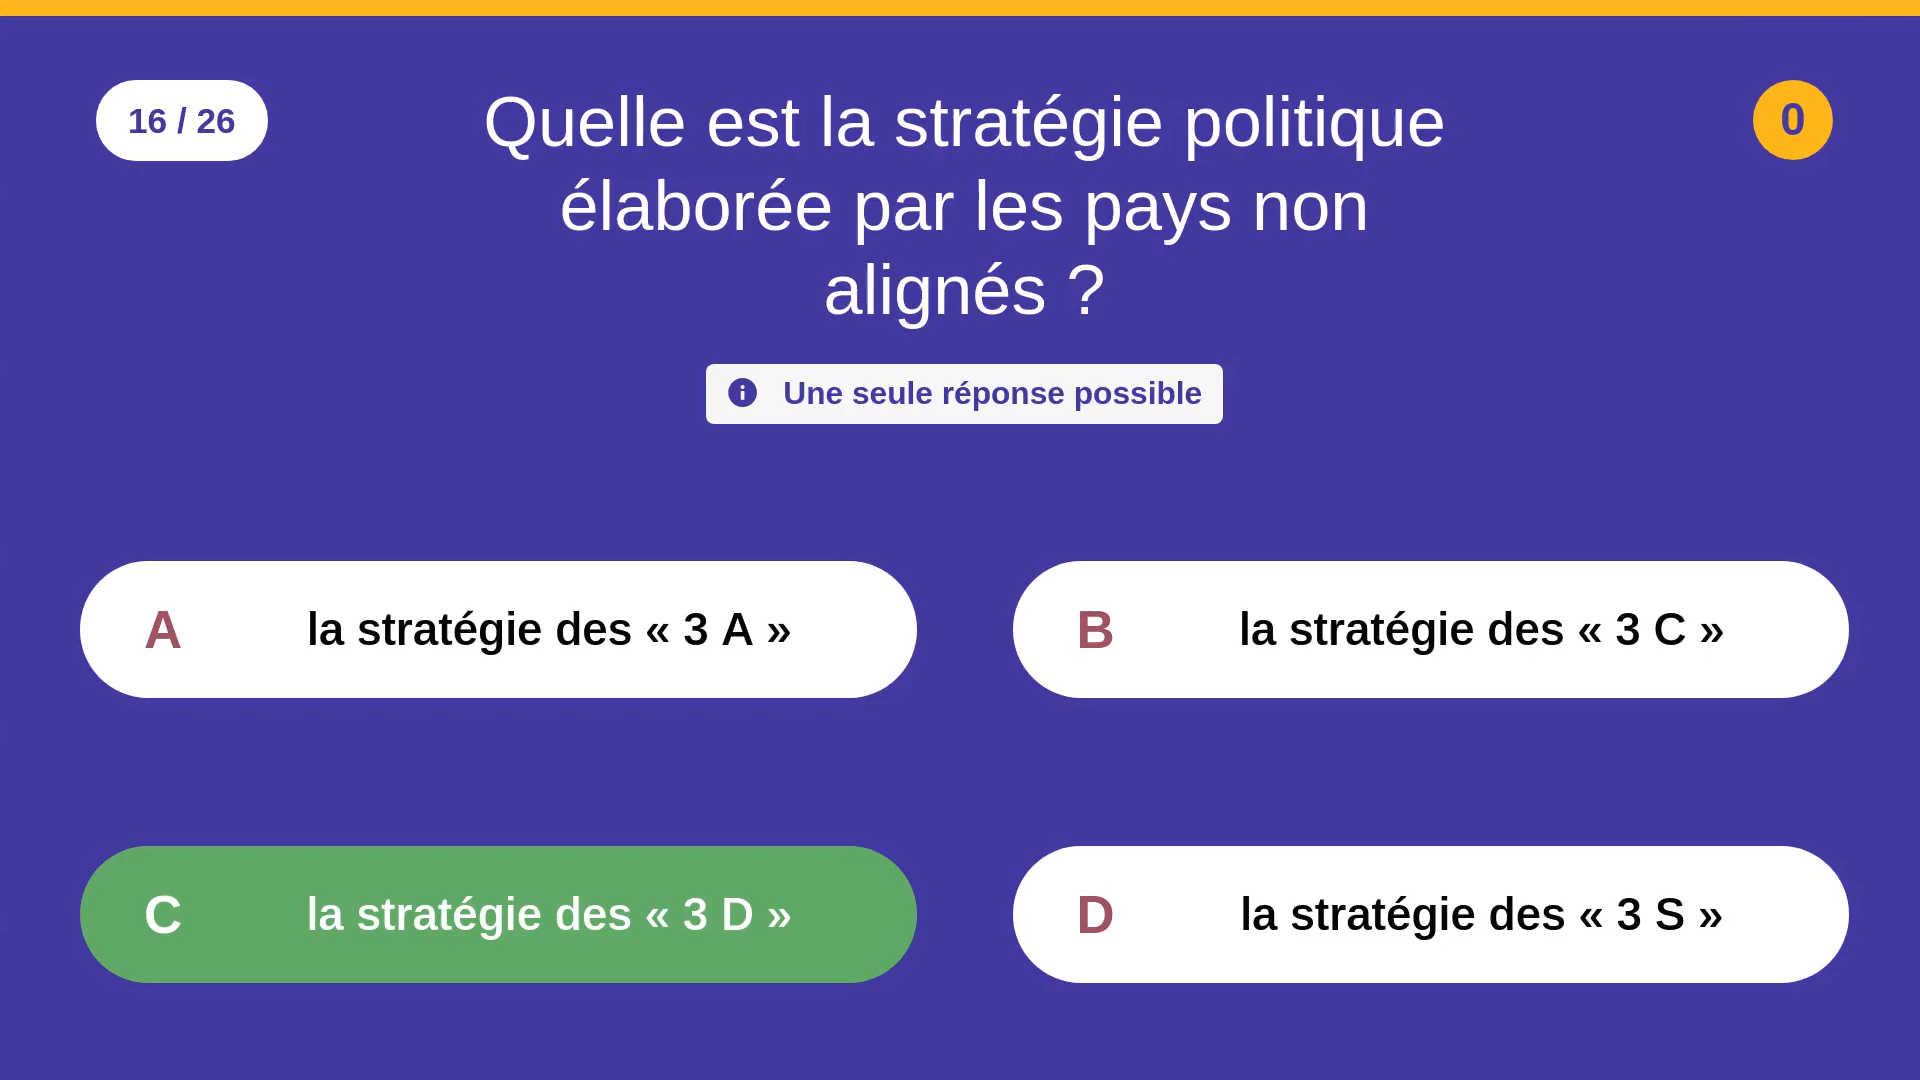 16 / 26
Quelle est la stratégie politique
élaborée par les pays non
alignés ?
0
Une seule réponse possible
A la stratégie des « 3 A »
B la stratégie des « 3 C »
C la stratégie des « 3 D »
D la stratégie des « 3 S »